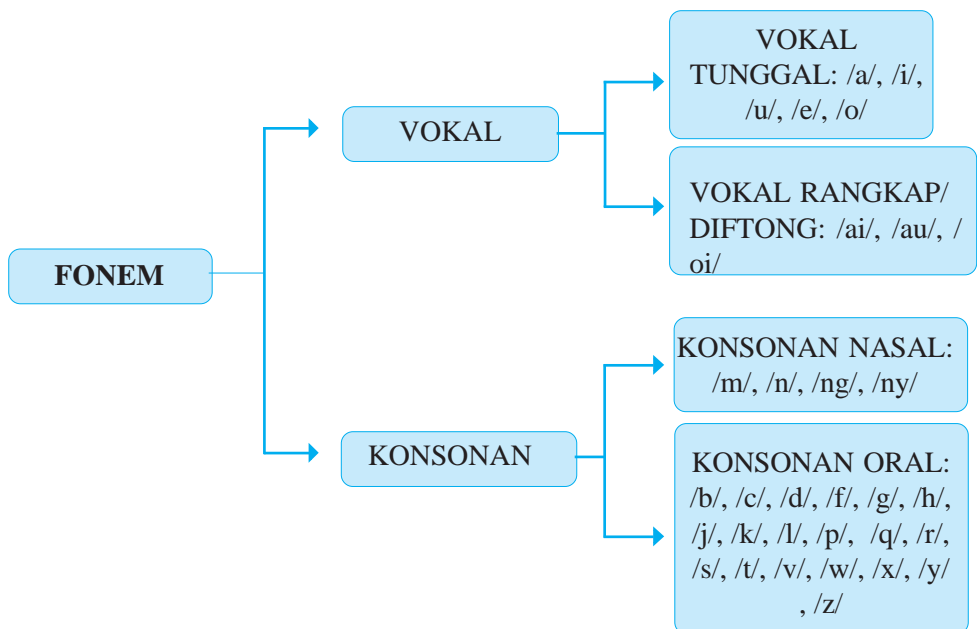 VOKAL
TUNGGAL: /a/, /i/,
/u/, /e/, /o/
VOKAL
VOKAL RANGKAP/
DIFTONG: /ai/, /au/, /
oi/
FONEM
KONSONAN NASAL:
/m/, /n/, /ng/, /ny/
KONSONAN
KONSONAN ORAL:
/b/, /c/, /d/, /f/, /g/, /h/,
/j/, /k/, /l/, /p/, /q/, /r/,
/s/, /t/, /v/, /w/, /x/, /y/
, /z/